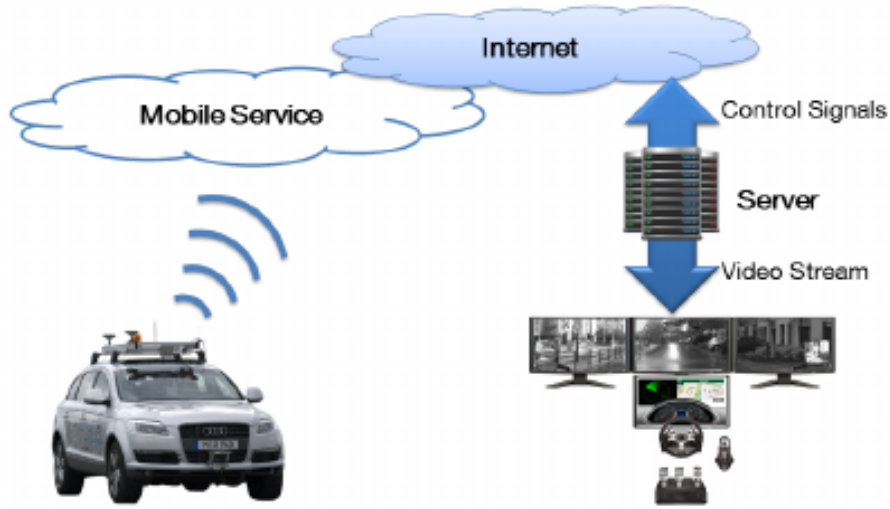 Internet
Mobile Service
Control Signals
Server
Video Stream